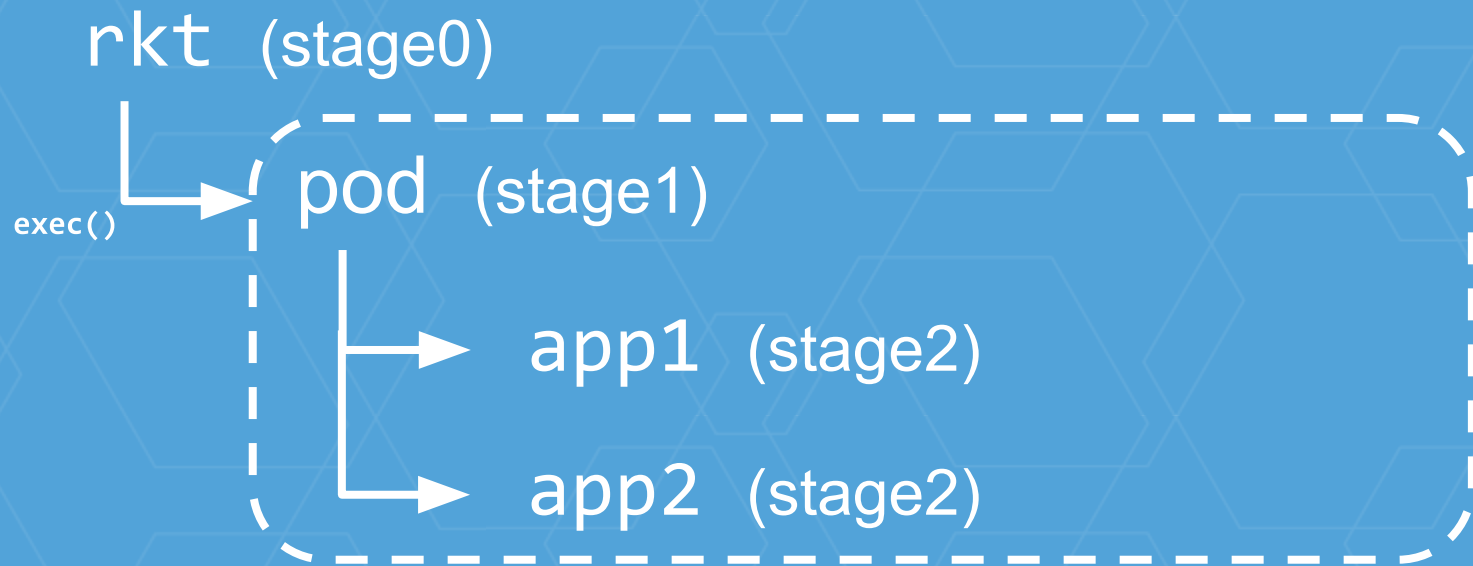 rkt (stage0)
exec()
pod (stage1)
app1 (stage2)
app2 (stage2)